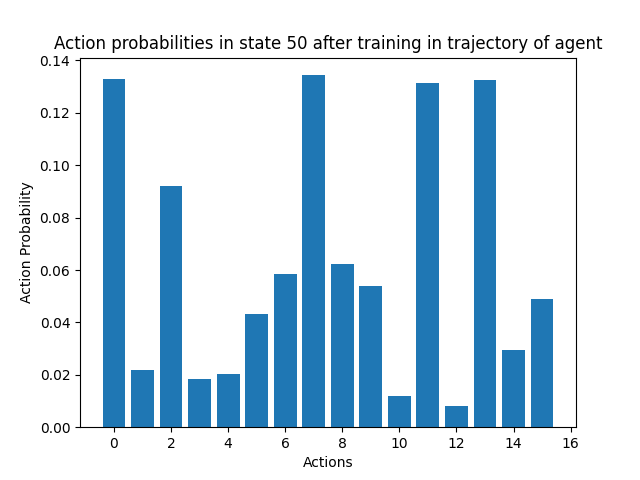 Action probabilities in state 50 after training in trajectory of agent
0.14
0.12
0.10
0.08
0.06
0.04
0.02
0.00
Action Probability
0 2 4 6 8 10 12 14 16
Actions